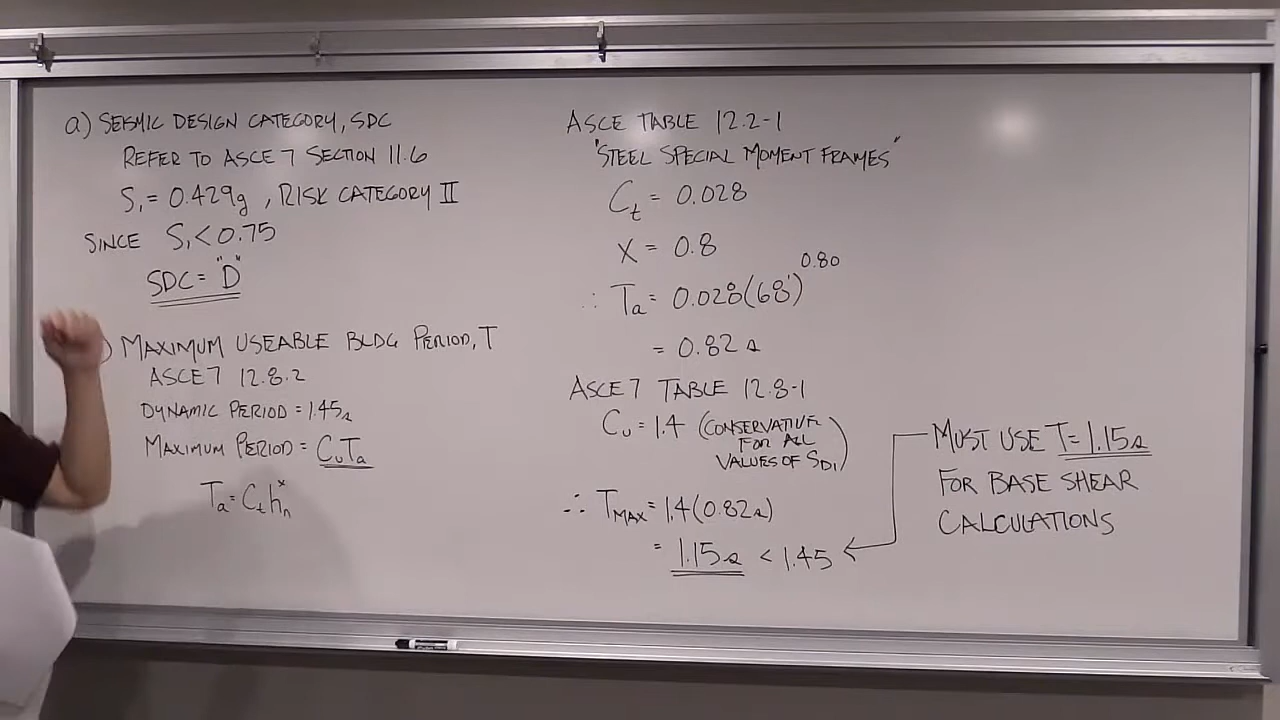 a) SEISMIC DESIGN CATEGORY, SDC
REFER TO ASCE 7 SECTION 11.6
S₁ = 0.429g , RISK CATEGORY II
SINCE S₁ < 0.75
SDC = "D"
) MAXIMUM USEABLE BLDG PERIOD, T
ASCE 7 12.8.2
DYNAMIC PERIOD = 1.45s
MAXIMUM PERIOD = CᵤTₐ
Tₐ = Cₜhₙˣ
ASCE TABLE 12.2-1
"STEEL SPECIAL MOMENT FRAMES"
Cₜ = 0.028
X = 0.8
∴ Tₐ = 0.028(68')^0.80
= 0.82 s
ASCE 7 TABLE 12.8-1
Cᵤ = 1.4 (CONSERVATIVE
FOR ALL
VALUES OF S_D1)
∴ T_MAX = 1.4(0.82s)
= 1.15s < 1.45
MUST USE T = 1.15s
FOR BASE SHEAR
CALCULATIONS